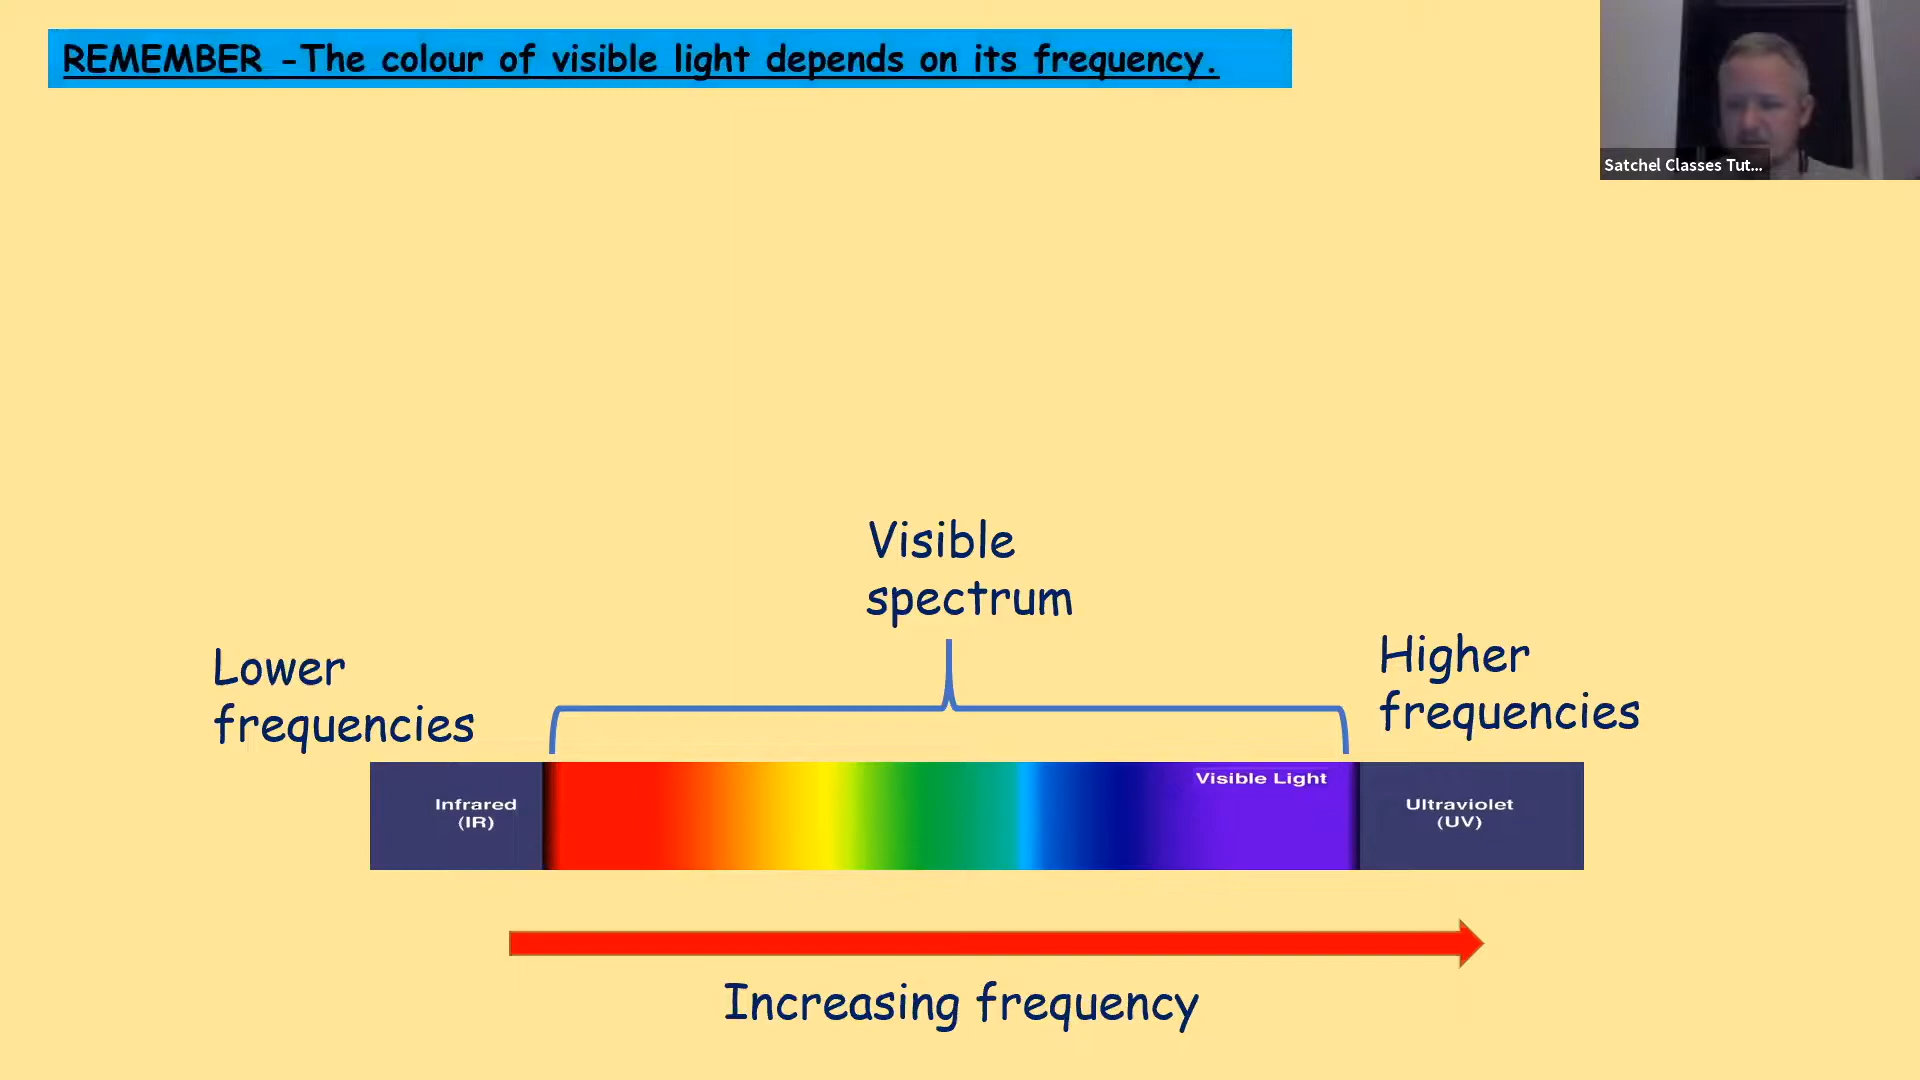 REMEMBER -The colour of visible light depends on its frequency.
Satchel Classes Tut...
Visible
spectrum
Lower
frequencies
Higher
frequencies
Infrared
(IR)
Visible Light
Ultraviolet
(UV)
Increasing frequency